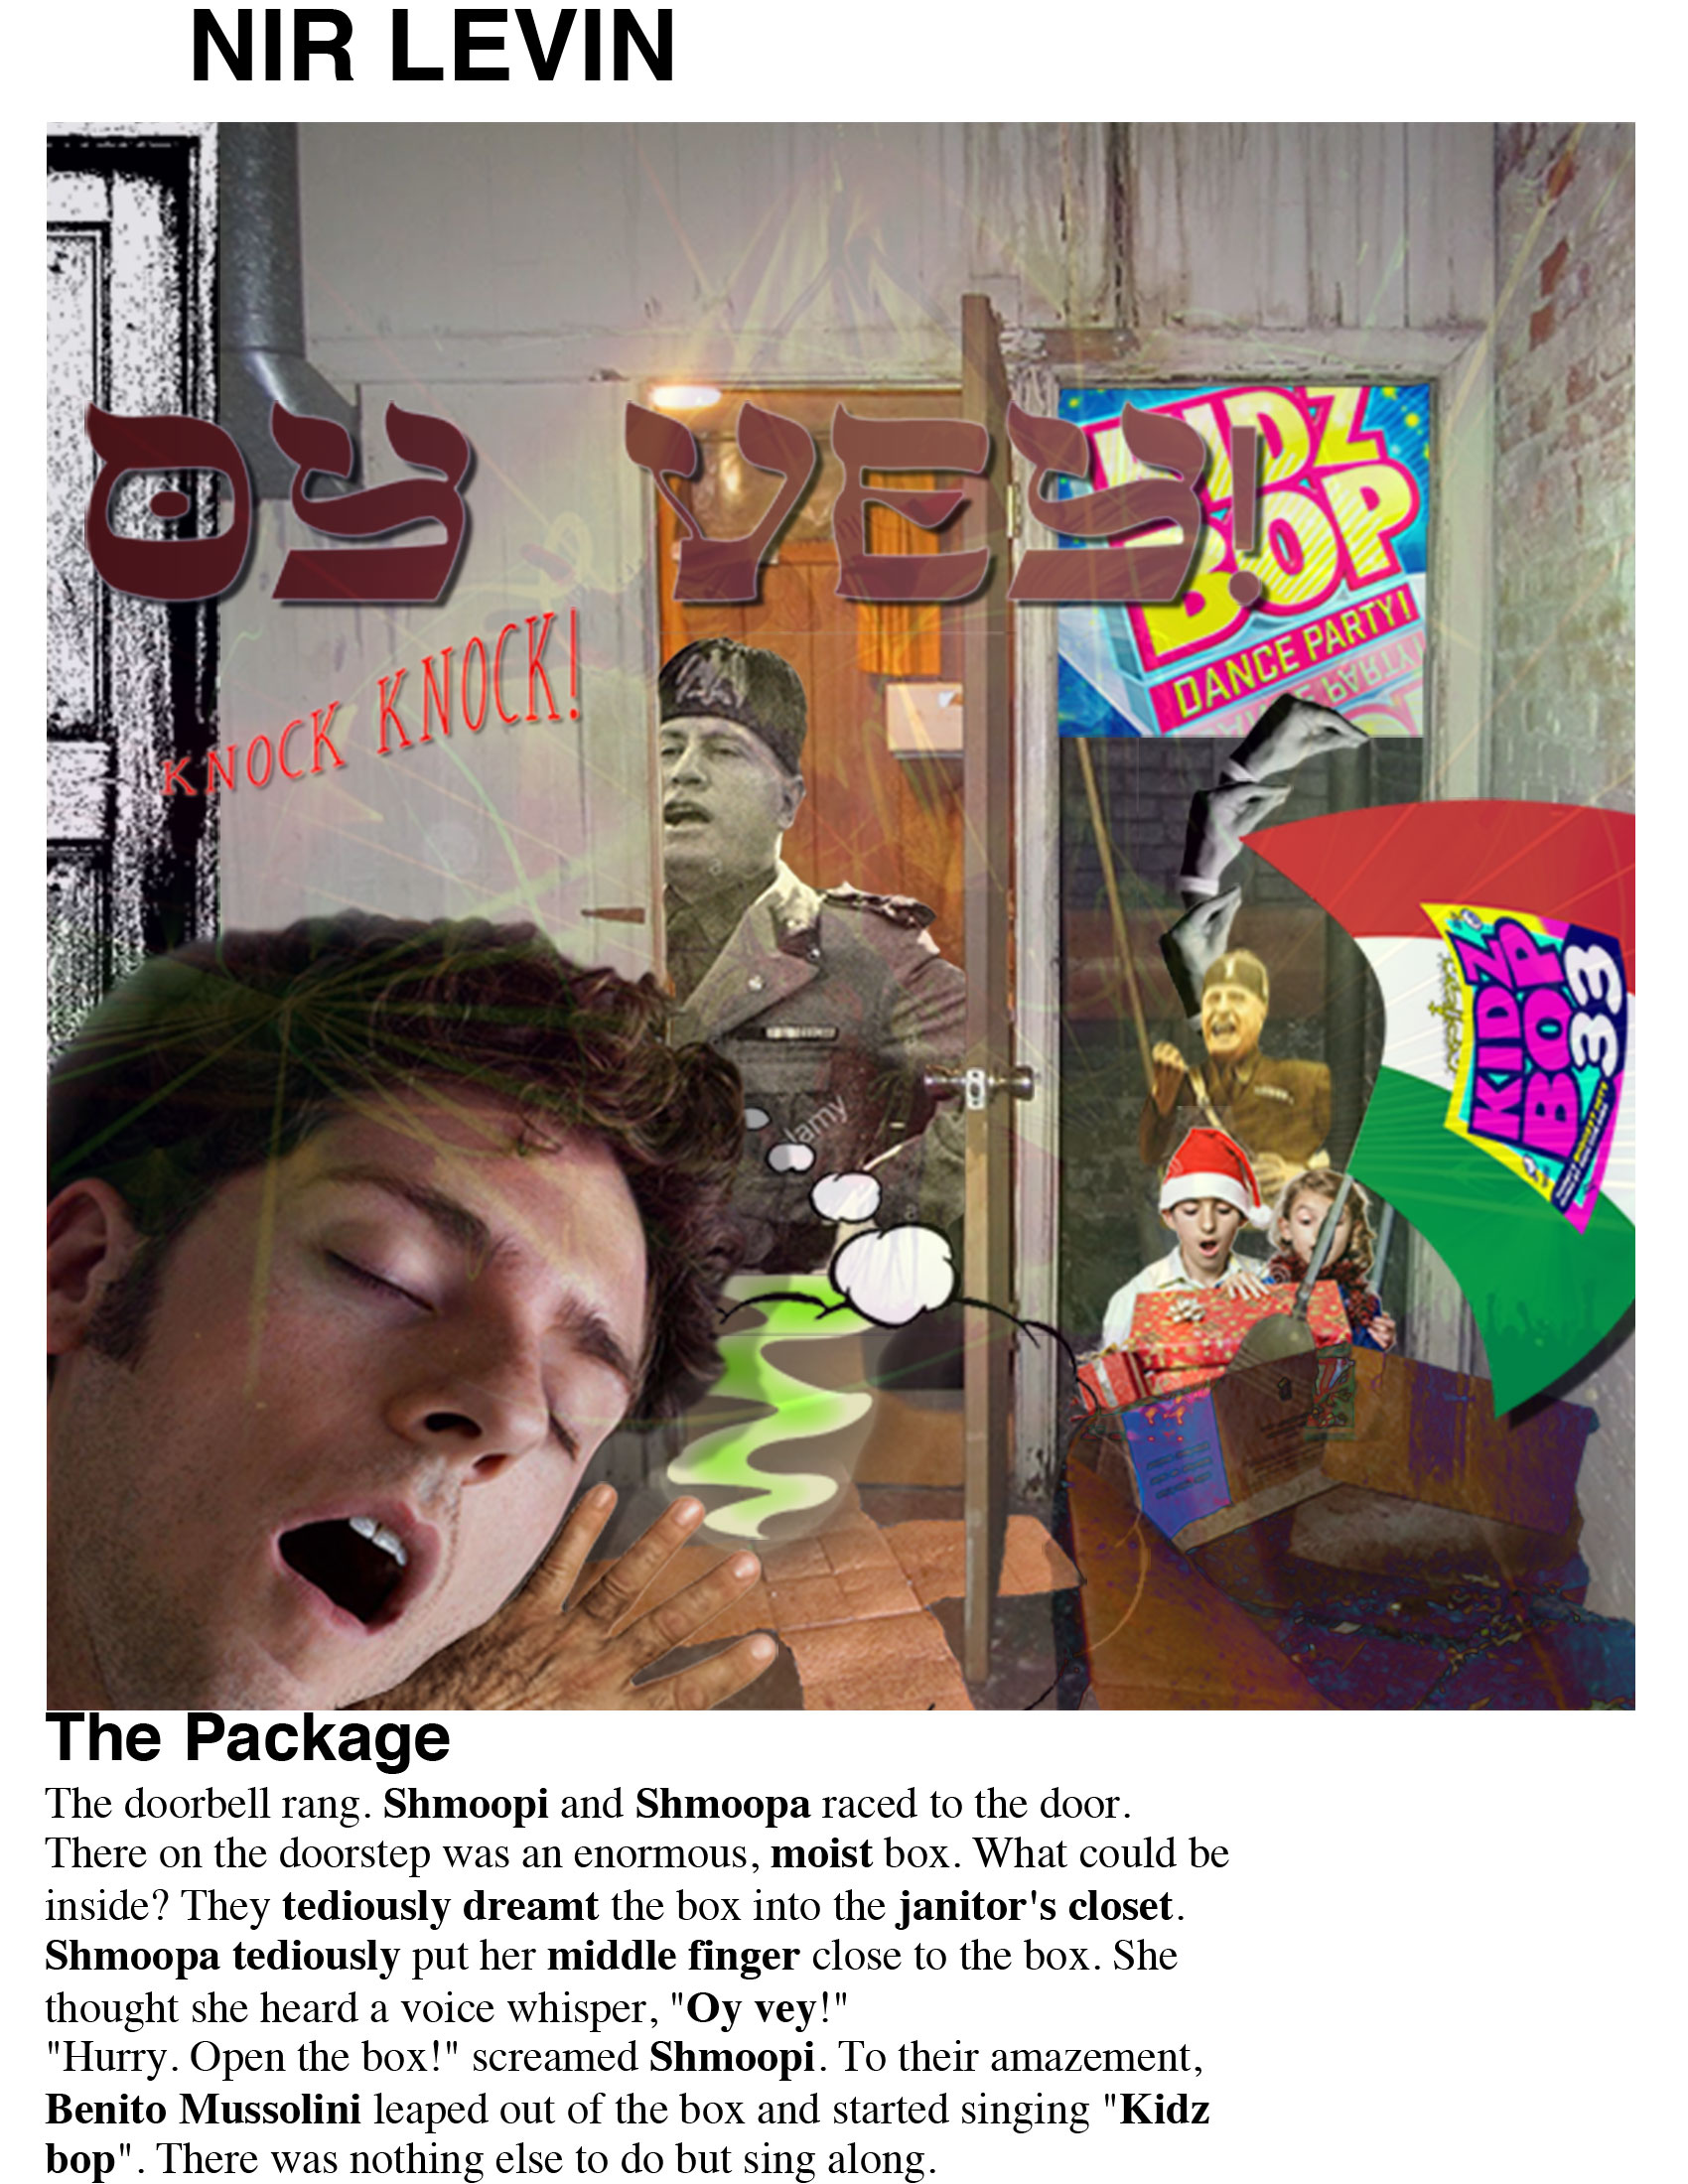 NIR LEVIN
OY VEY!
KIDZ
BOP
DANCE PARTY!
KNOCK KNOCK!
KIDZ
BOP
33
alamy
The Package
The doorbell rang. Shmoopi and Shmoopa raced to the door.
There on the doorstep was an enormous, moist box. What could be
inside? They tediously dreamt the box into the janitor's closet.
Shmoopa tediously put her middle finger close to the box. She
thought she heard a voice whisper, "Oy vey!"
"Hurry. Open the box!" screamed Shmoopi. To their amazement,
Benito Mussolini leaped out of the box and started singing "Kidz
bop". There was nothing else to do but sing along.